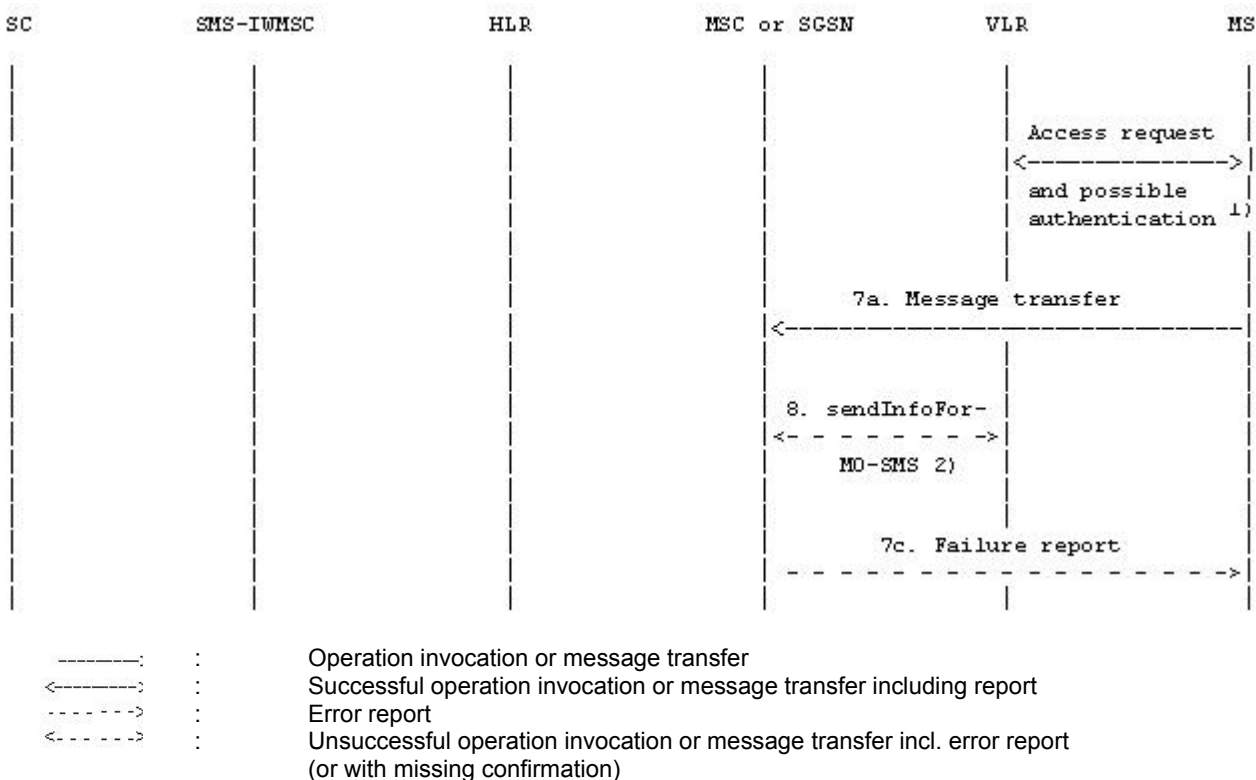 SC SMS-IWMSC HLR MSC or SGSN VLR MS
Access request
and possible
authentication 1)
7a. Message transfer
8. sendInfoFor-
MO-SMS 2)
7c. Failure report
: Operation invocation or message transfer
: Successful operation invocation or message transfer including report
: Error report
: Unsuccessful operation invocation or message transfer incl. error report
(or with missing confirmation)